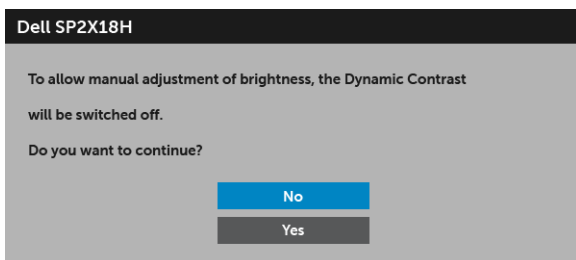 Dell SP2X18H
To allow manual adjustment of brightness, the Dynamic Contrast
will be switched off.
Do you want to continue?
No
Yes